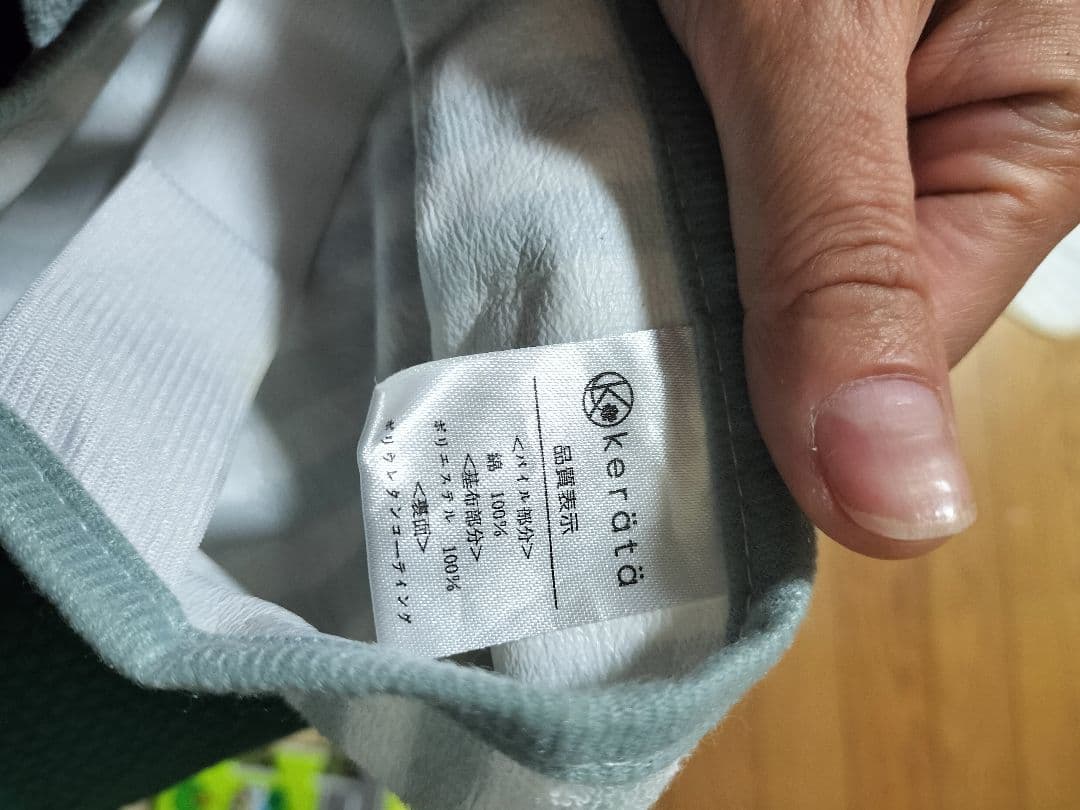 kerätä
品質表示
<パイル部分>
綿 100%
<基布部分>
ポリエステル 100%
<裏面>
ポリウレタンコーティング